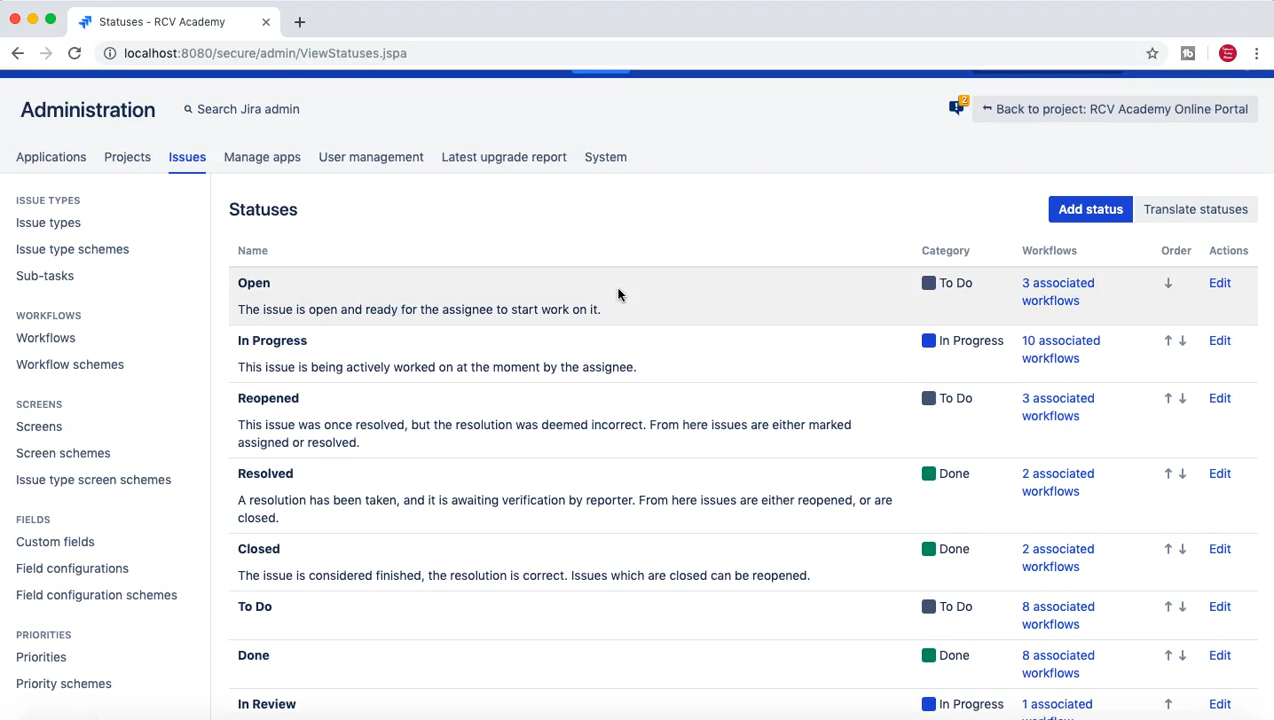 Statuses - RCV Academy
localhost:8080/secure/admin/ViewStatuses.jspa
Administration
Search Jira admin
2
Back to project: RCV Academy Online Portal
Applications Projects Issues Manage apps User management Latest upgrade report System
ISSUE TYPES
Issue types
Issue type schemes
Sub-tasks
WORKFLOWS
Workflows
Workflow schemes
SCREENS
Screens
Screen schemes
Issue type screen schemes
FIELDS
Custom fields
Field configurations
Field configuration schemes
PRIORITIES
Priorities
Priority schemes
Statuses
Add status Translate statuses
Name Category Workflows Order Actions
Open To Do 3 associated Edit
workflows
The issue is open and ready for the assignee to start work on it.
In Progress In Progress 10 associated Edit
workflows
This issue is being actively worked on at the moment by the assignee.
Reopened To Do 3 associated Edit
workflows
This issue was once resolved, but the resolution was deemed incorrect. From here issues are either marked
assigned or resolved.
Resolved Done 2 associated Edit
workflows
A resolution has been taken, and it is awaiting verification by reporter. From here issues are either reopened, or are
closed.
Closed Done 2 associated Edit
workflows
The issue is considered finished, the resolution is correct. Issues which are closed can be reopened.
To Do To Do 8 associated Edit
workflows
Done Done 8 associated Edit
workflows
In Review In Progress 1 associated Edit